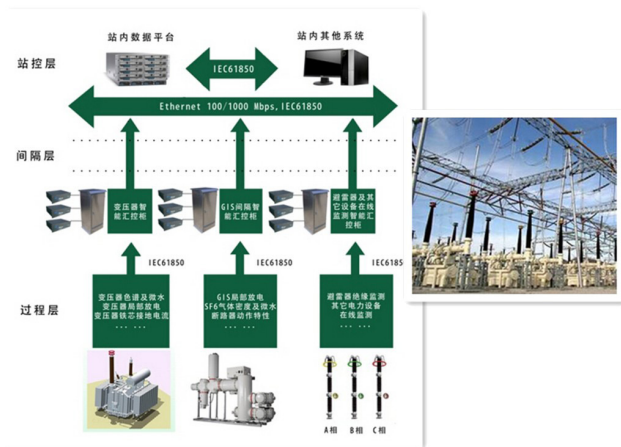 站内数据平台
站内其他系统
站控层
IEC61850
Ethernet 100/1000 Mbps,IEC61850
间隔层
变压器智
能汇控柜
GIS间隔智
能汇控柜
避雷器及其
它设备在线
监测智能汇
控柜
IEC61850
IEC61850
IEC61850
过程层
变压器色谱及微水
变压器局部放电
变压器铁芯接地电流
... ...
GIS局部放电
SF6气体密度及微水
断路器动作特性
... ...
避雷器绝缘监测
其它电力设备
在线监测
... ...
A相
B相
C相